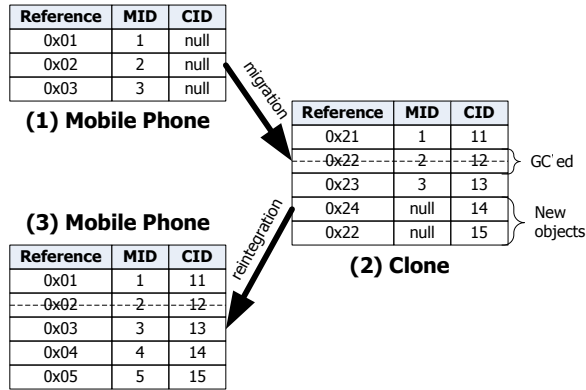 Reference MID CID
0x01 1 null
0x02 2 null
0x03 3 null
(1) Mobile Phone
migration
Reference MID CID
0x21 1 11
0x22 2 12
0x23 3 13
0x24 null 14
0x22 null 15
GC'ed
New
objects
(2) Clone
reintegration
(3) Mobile Phone
Reference MID CID
0x01 1 11
0x02 2 12
0x03 3 13
0x04 4 14
0x05 5 15